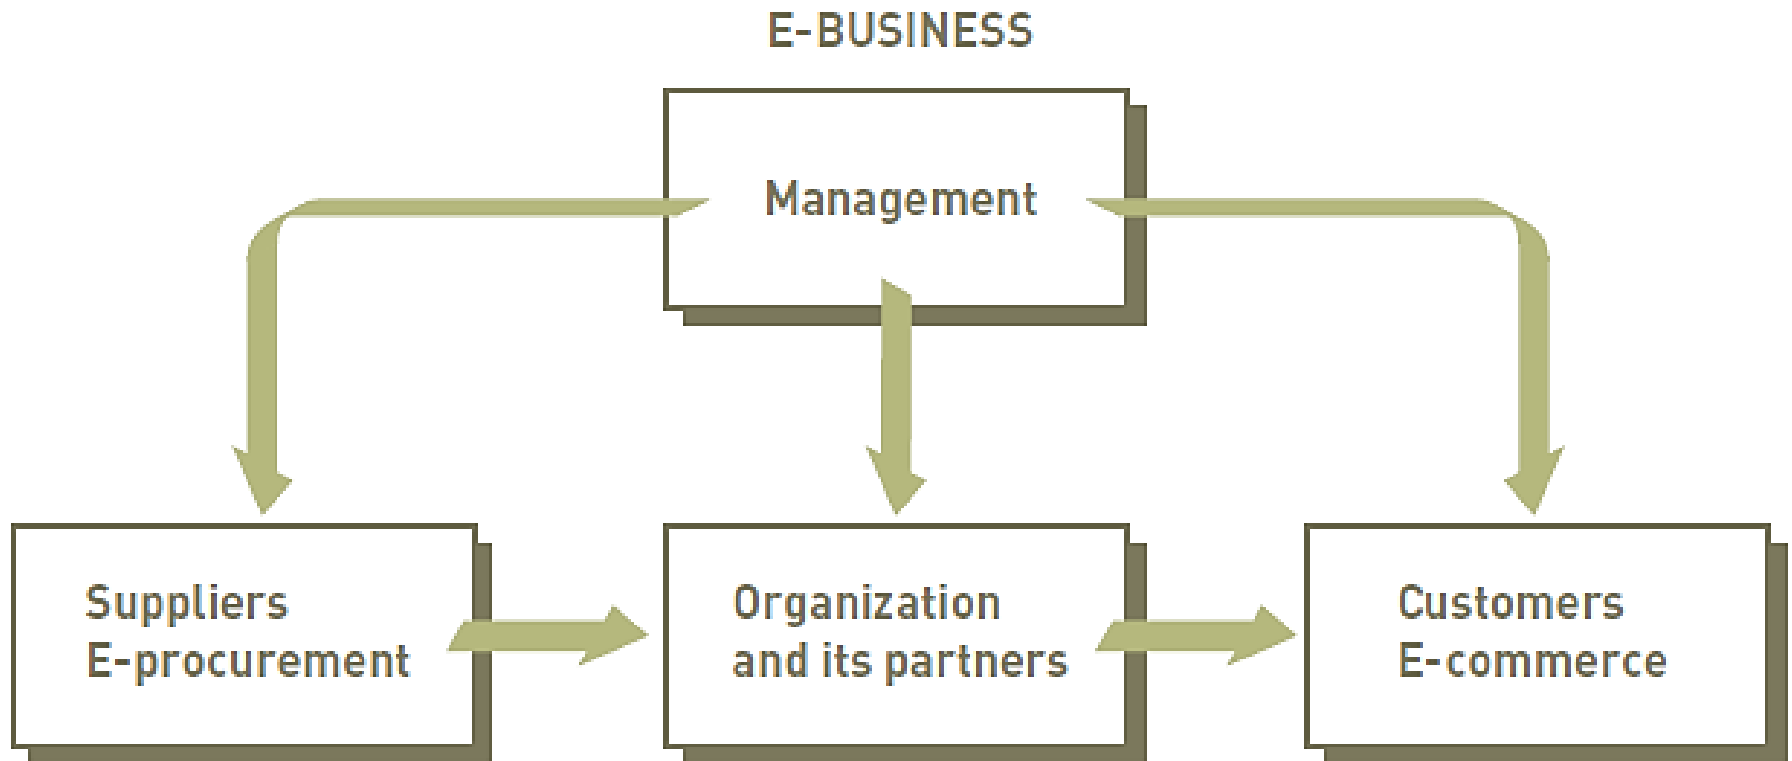 E-BUSINESS
Management
Suppliers
E-procurement
Organization
and its partners
Customers
E-commerce